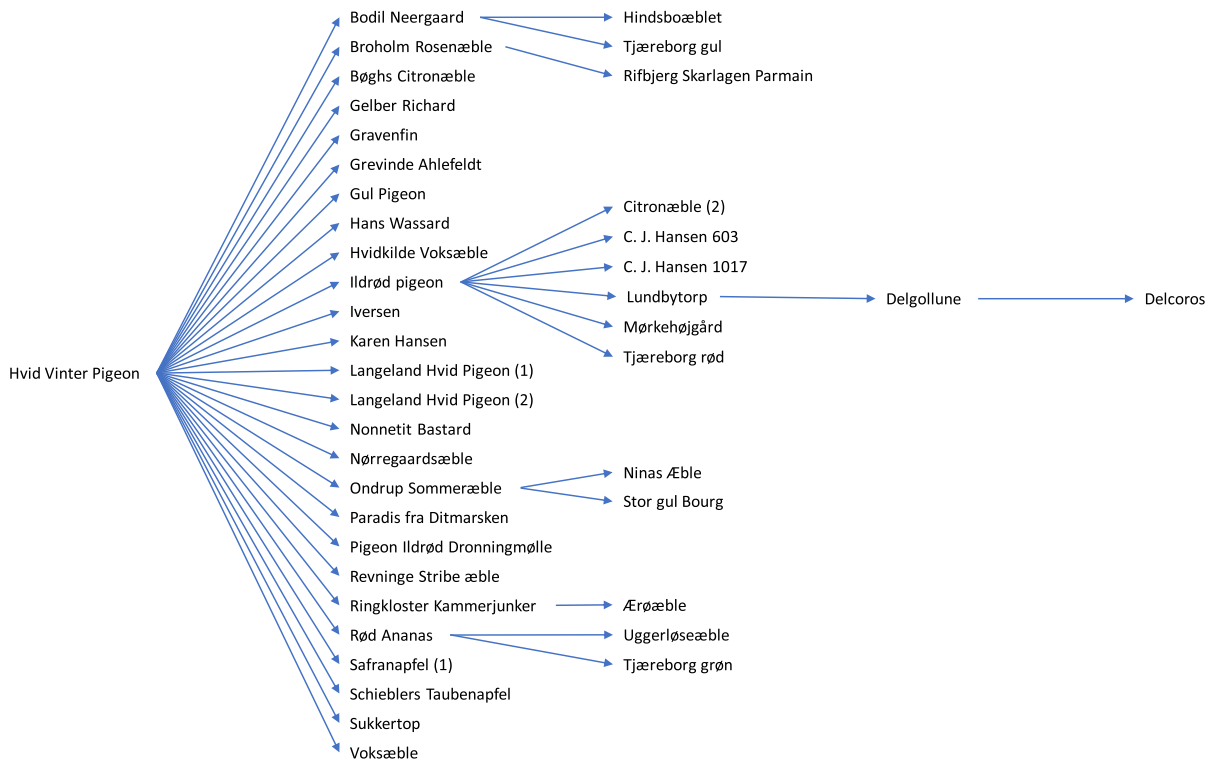 Hvid Vinter Pigeon
Bodil Neergaard
Broholm Rosenæble
Bøghs Citronæble
Gelber Richard
Gravenfin
Grevinde Ahlefeldt
Gul Pigeon
Hans Wassard
Hvidkilde Voksæble
Ildrød pigeon
Iversen
Karen Hansen
Langeland Hvid Pigeon (1)
Langeland Hvid Pigeon (2)
Nonnetit Bastard
Nørregaardsæble
Ondrup Sommeræble
Paradis fra Ditmarsken
Pigeon Ildrød Dronningmølle
Revninge Stribe æble
Ringkloster Kammerjunker
Rød Ananas
Safranapfel (1)
Schieblers Taubenapfel
Sukkertop
Voksæble
Hindsboæblet
Tjæreborg gul
Rifbjerg Skarlagen Parmain
Citronæble (2)
C. J. Hansen 603
C. J. Hansen 1017
Lundbytorp
Mørkehøjgård
Tjæreborg rød
Ninas Æble
Stor gul Bourg
Ærøæble
Uggerløseæble
Tjæreborg grøn
Delgollune
Delcoros